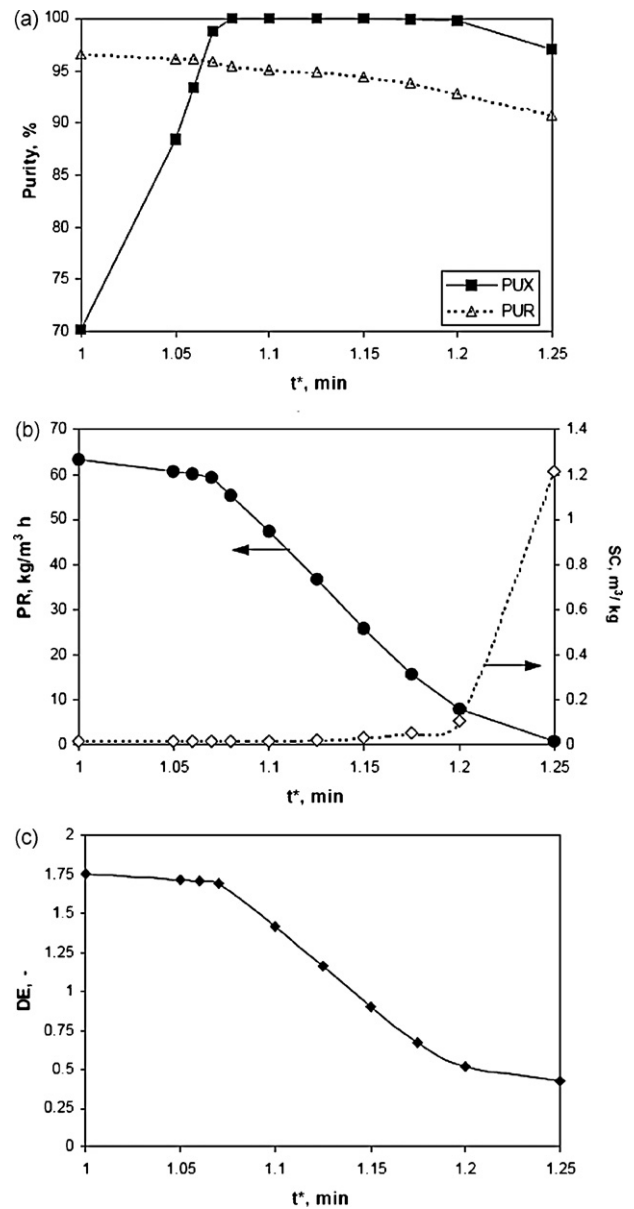 (a)
100
95
90
85
80
75
70
Purity, %
PUX
PUR
1 1.05 1.1 1.15 1.2 1.25
t*, min
(b)
70
60
50
40
30
20
10
0
PR, kg/m³ h
1.4
1.2
1
0.8
0.6
0.4
0.2
0
SC, m³/ kg
1 1.05 1.1 1.15 1.2 1.25
t*, min
(c)
2
1.75
1.5
1.25
1
0.75
0.5
0.25
0
DE, -
1 1.05 1.1 1.15 1.2 1.25
t*, min